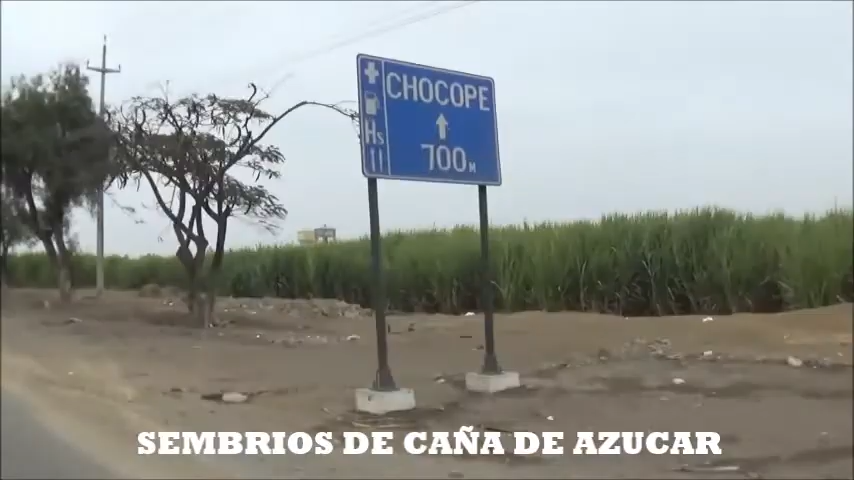 CHOCOPE
Hs
700 M
SEMBRIOS DE CAÑA DE AZUCAR